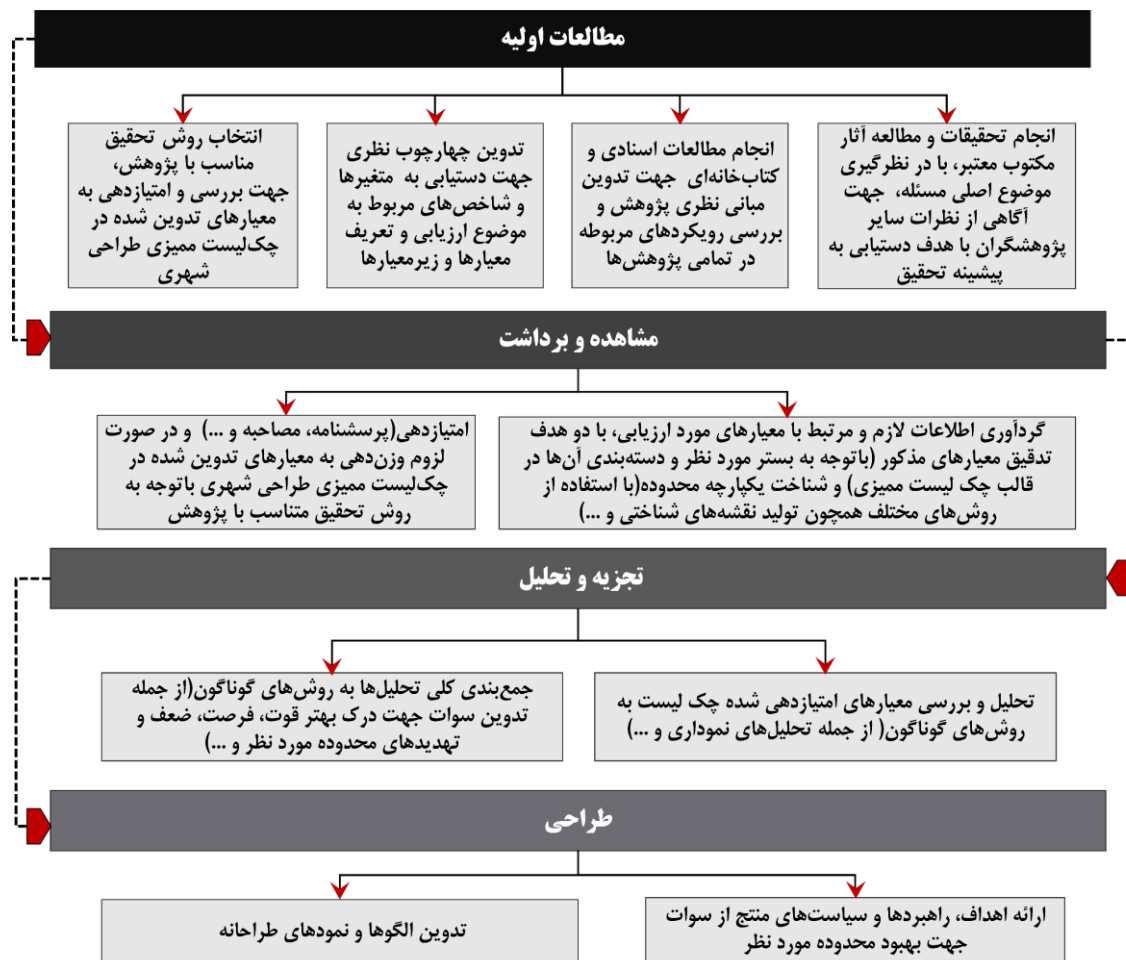 مطالعات اولیه
انجام تحقیقات و مطالعه آثار
مکتوب معتبر، با در نظرگیری
موضوع اصلی مسئله، جهت
آگاهی از نظرات سایر
پژوهشگران با هدف دستیابی به
پیشینه تحقیق
انجام مطالعات اسنادی و
کتاب‌خانه‌ای جهت تدوین
مبانی نظری پژوهش و
بررسی رویکردهای مربوطه
در تمامی پژوهش‌ها
تدوین چهارچوب نظری
جهت دستیابی به متغیرها
و شاخص‌های مربوط به
موضوع ارزیابی و تعریف
معیارها و زیرمعیارها
انتخاب روش تحقیق
مناسب با پژوهش،
جهت بررسی و امتیازدهی به
معیارهای تدوین شده در
چک‌لیست ممیزی طراحی
شهری
مشاهده و برداشت
گردآوری اطلاعات لازم و مرتبط با معیارهای مورد ارزیابی، با دو هدف
تدقیق معیارهای مذکور (باتوجه به بستر مورد نظر و دسته‌بندی آن‌ها در
قالب چک لیست ممیزی) و شناخت یکپارچه محدوده(با استفاده از
روش‌های مختلف همچون تولید نقشه‌های شناختی و ...)
امتیازدهی(پرسشنامه، مصاحبه و ...) و در صورت
لزوم وزن‌دهی به معیارهای تدوین شده در
چک‌لیست ممیزی طراحی شهری باتوجه به
روش تحقیق متناسب با پژوهش
تجزیه و تحلیل
تحلیل و بررسی معیارهای امتیازدهی شده چک لیست به
روش‌های گوناگون( از جمله تحلیل‌های نموداری و ...)
جمع‌بندی کلی تحلیل‌ها به روش‌های گوناگون(از جمله
تدوین سوات جهت درک بهتر قوت، فرصت، ضعف و
تهدیدهای محدوده مورد نظر و ...)
طراحی
ارائه اهداف، راهبردها و سیاست‌های منتج از سوات
جهت بهبود محدوده مورد نظر
تدوین الگوها و نمودهای طراحانه